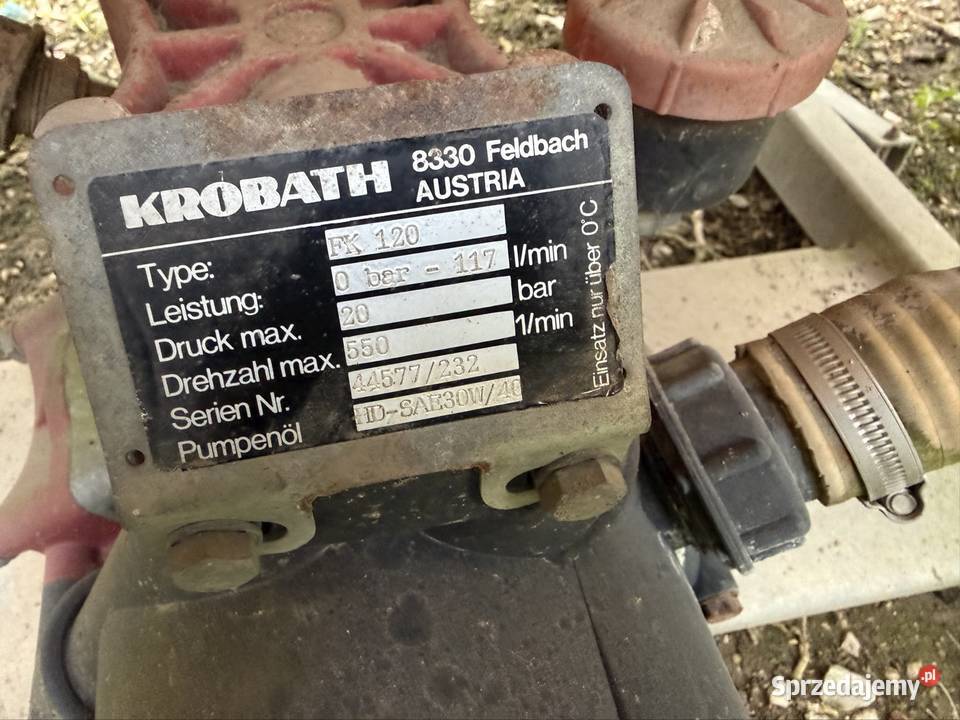 KROBATH 8330 Feldbach
AUSTRIA
Type: FK 120
Leistung: 0 bar - 117 l/min
Druck max. 20 bar
Drehzahl max. 550 1/min
Serien Nr. 44577/232
Pumpenöl HD-SAE30W/40
Einsatz nur über 0°C
Sprzedajemy.pl